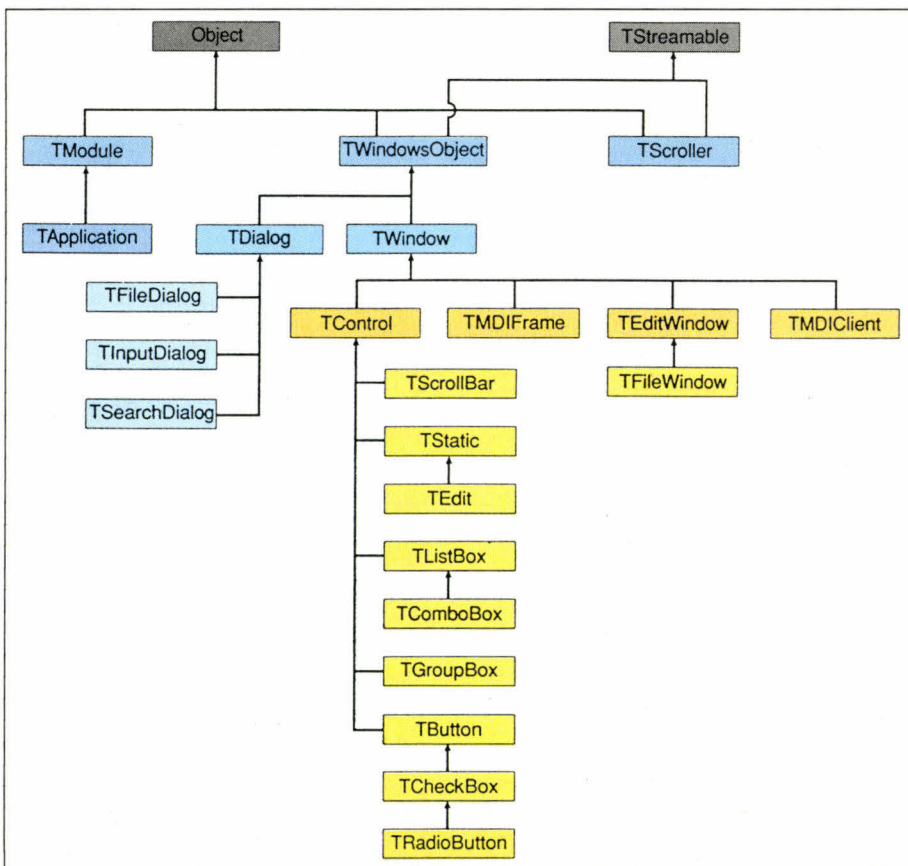 Object
TStreamable
TModule
TWindowsObject
TScroller
TApplication
TDialog
TWindow
TFileDialog
TInputDialog
TSearchDialog
TControl
TMDIFrame
TEditWindow
TMDIClient
TFileWindow
TScrollBar
TStatic
TEdit
TListBox
TComboBox
TGroupBox
TButton
TCheckBox
TRadioButton